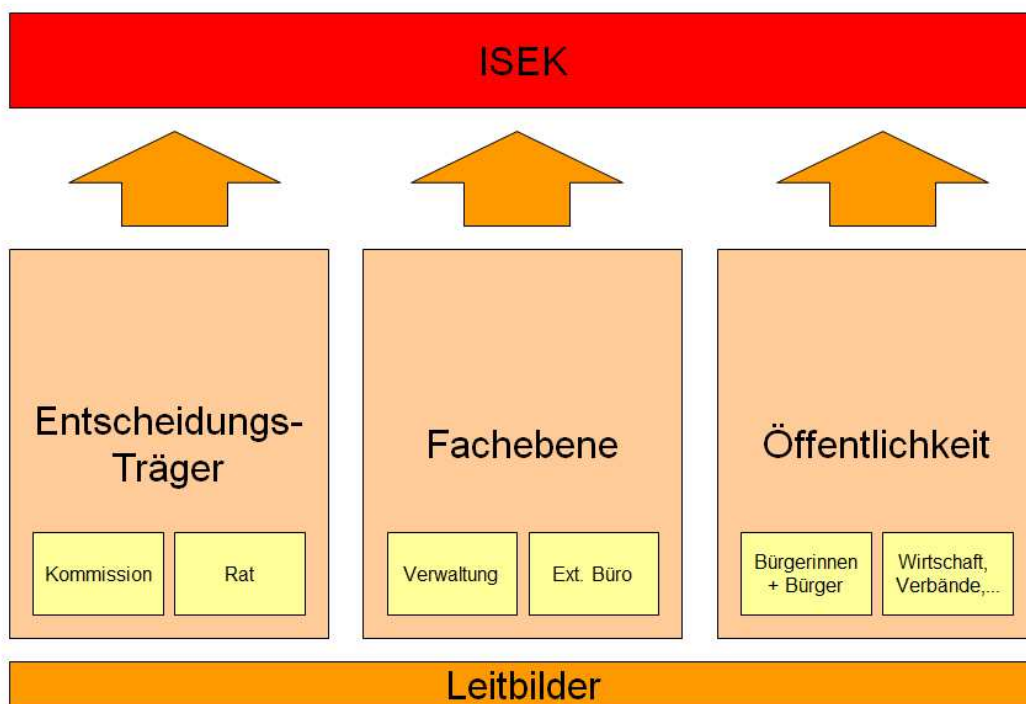 ISEK
Entscheidungs-
Träger
Kommission
Rat
Fachebene
Verwaltung
Ext. Büro
Öffentlichkeit
Bürgerinnen
+ Bürger
Wirtschaft,
Verbände,...
Leitbilder